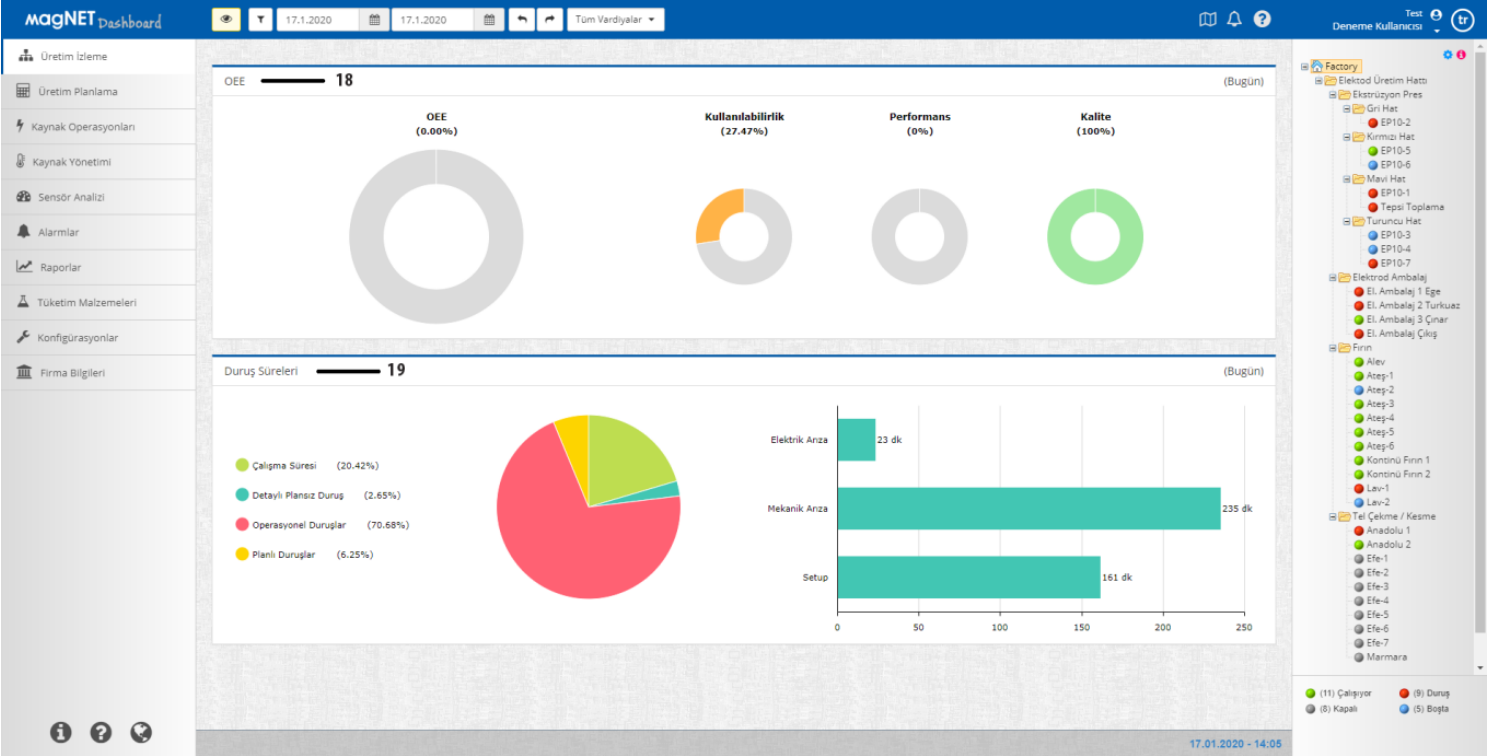 magNET Dashboard
17.1.2020
17.1.2020
Tüm Vardiyalar
Test
Deneme Kullanıcısı
tr
Üretim İzleme
Üretim Planlama
Kaynak Operasyonları
Kaynak Yönetimi
Sensör Analizi
Alarmlar
Raporlar
Tüketim Malzemeleri
Konfigürasyonlar
Firma Bilgileri
OEE 18 (Bugün)
OEE
(0.00%)
Kullanılabilirlik
(27.47%)
Performans
(0%)
Kalite
(100%)
Duruş Süreleri 19 (Bugün)
Çalışma Süresi (20.42%)
Detaylı Plansız Duruş (2.65%)
Operasyonel Duruşlar (70.68%)
Planlı Duruşlar (6.25%)
Elektrik Arıza 23 dk
Mekanik Arıza 235 dk
Setup 161 dk
0 50 100 150 200 250
Factory
Elektod Üretim Hattı
Ekstrüzyon Pres
Gri Hat
EP10-2
Kırmızı Hat
EP10-5
EP10-6
Mavi Hat
EP10-1
Tepsi Toplama
Turuncu Hat
EP10-3
EP10-4
EP10-7
Elektrod Ambalaj
El. Ambalaj 1 Ege
El. Ambalaj 2 Turkuaz
El. Ambalaj 3 Çınar
El. Ambalaj Çıkış
Fırın
Alev
Ateş-1
Ateş-2
Ateş-3
Ateş-4
Ateş-5
Ateş-6
Kontinü Fırın 1
Kontinü Fırın 2
Lav-1
Lav-2
Tel Çekme / Kesme
Anadolu 1
Anadolu 2
Efe-1
Efe-2
Efe-3
Efe-4
Efe-5
Efe-6
Efe-7
Marmara
(11) Çalışıyor (9) Duruş
(8) Kapalı (5) Boşta
17.01.2020 - 14:05